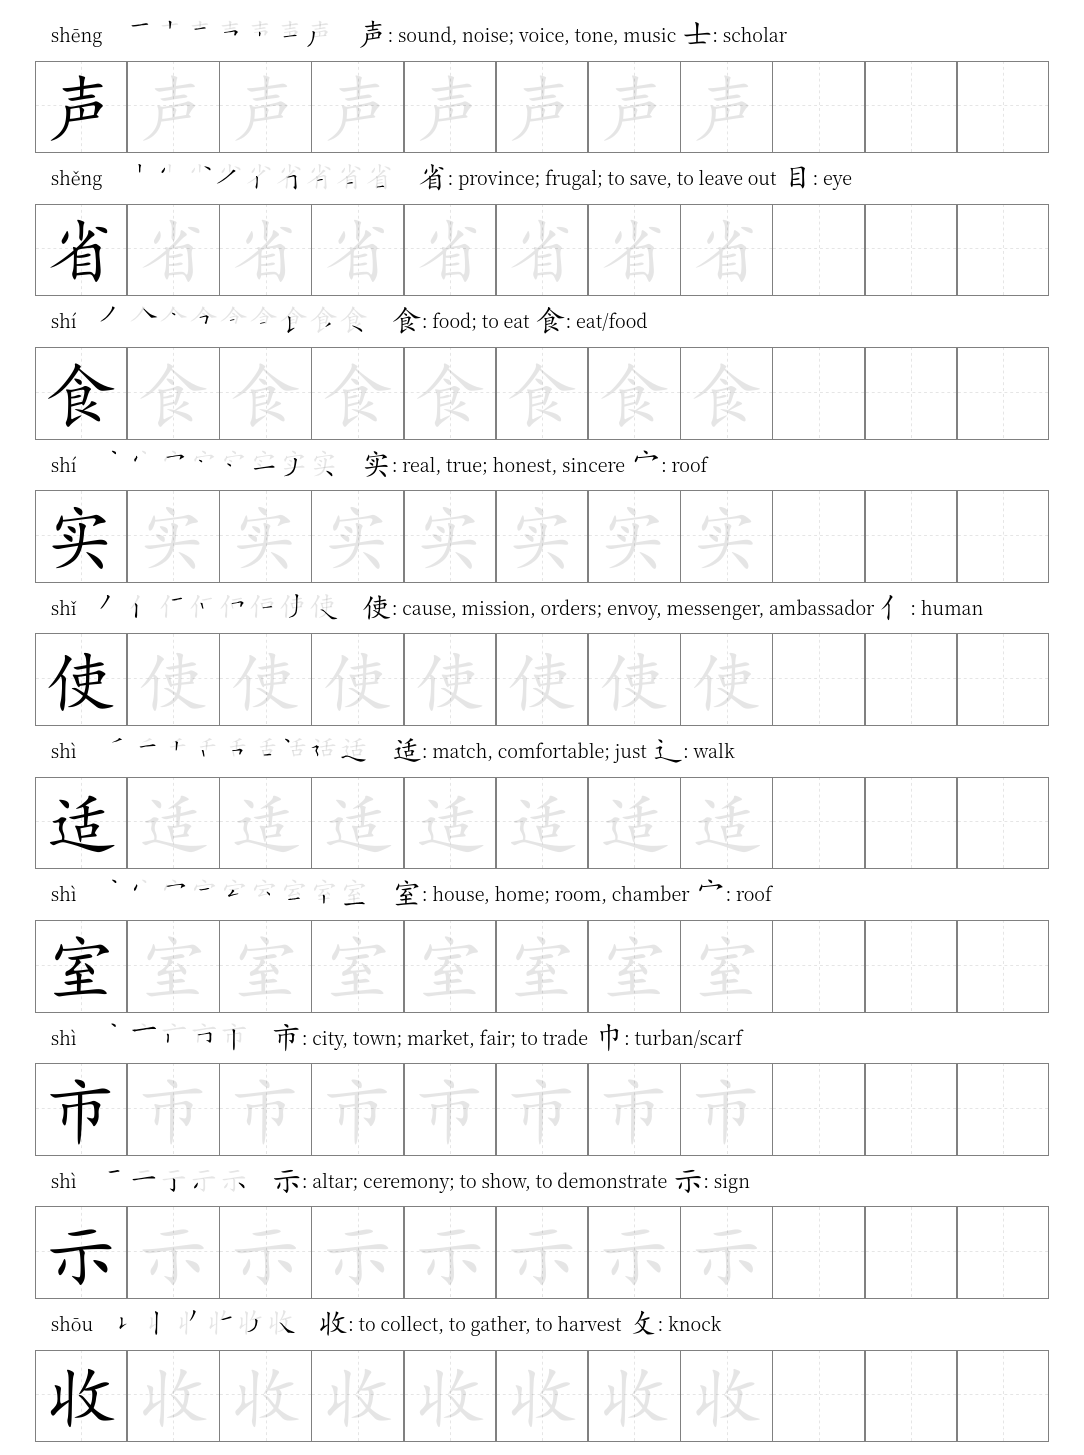 shēng 声: sound, noise; voice, tone, music 士: scholar
声 声 声 声 声 声 声 声
shěng 省: province; frugal; to save, to leave out 目: eye
省 省 省 省 省 省 省 省
shí 食: food; to eat 食: eat/food
食 食 食 食 食 食 食 食
shí 实: real, true; honest, sincere 宀: roof
实 实 实 实 实 实 实 实
shǐ 使: cause, mission, orders; envoy, messenger, ambassador 亻: human
使 使 使 使 使 使 使 使
shì 适: match, comfortable; just 辶: walk
适 适 适 适 适 适 适 适
shì 室: house, home; room, chamber 宀: roof
室 室 室 室 室 室 室 室
shì 市: city, town; market, fair; to trade 巾: turban/scarf
市 市 市 市 市 市 市 市
shì 示: altar; ceremony; to show, to demonstrate 示: sign
示 示 示 示 示 示 示 示
shōu 收: to collect, to gather, to harvest 攵: knock
收 收 收 收 收 收 收 收